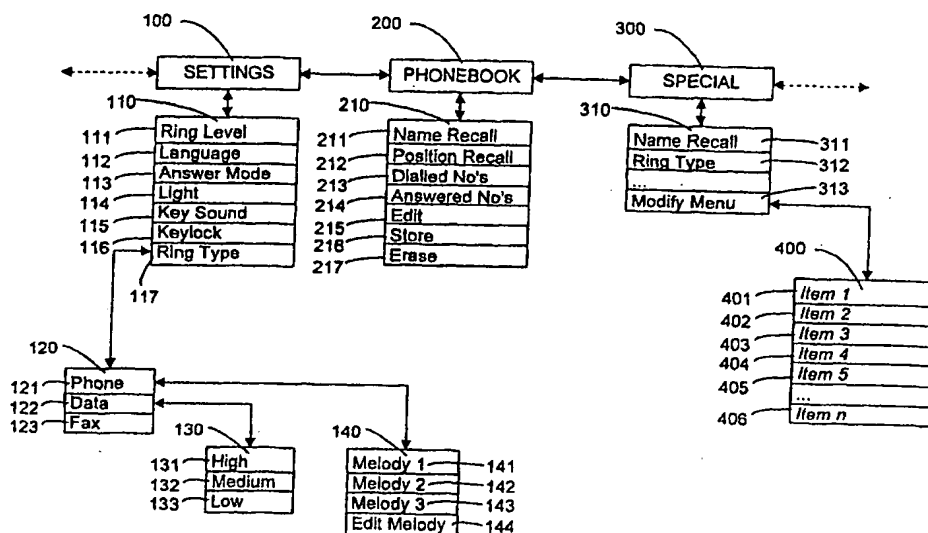 100
200
300
SETTINGS
PHONEBOOK
SPECIAL
110
111 Ring Level
112 Language
113 Answer Mode
114 Light
115 Key Sound
116 Keylock
117 Ring Type
210
211 Name Recall
212 Position Recall
213 Dialled No's
214 Answered No's
215 Edit
216 Store
217 Erase
310
Name Recall 311
Ring Type 312
...
Modify Menu 313
400
401 Item 1
402 Item 2
403 Item 3
404 Item 4
405 Item 5
...
406 Item n
120
121 Phone
122 Data
123 Fax
130
131 High
132 Medium
133 Low
140
Melody 1 141
Melody 2 142
Melody 3 143
Edit Melody 144